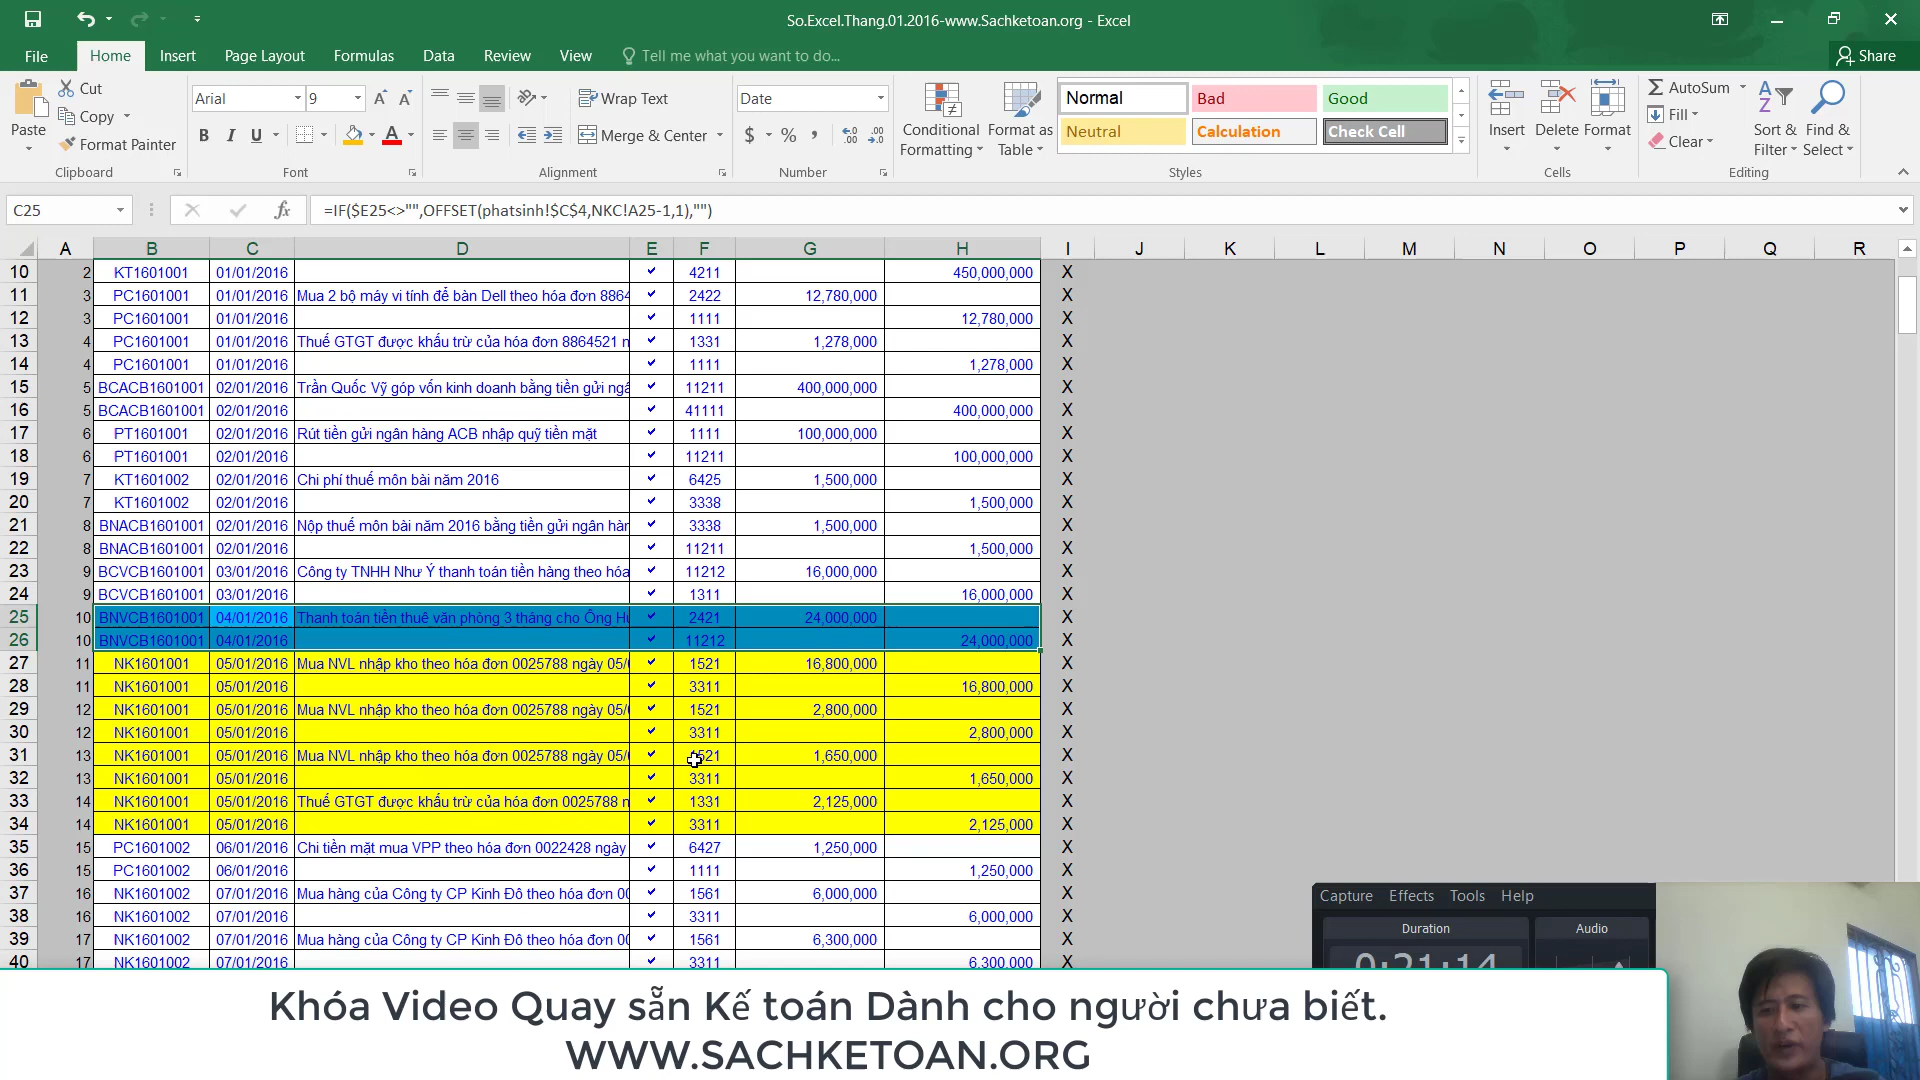 So.Excel.Thang.01.2016-www.Sachketoan.org - Excel
File Home Insert Page Layout Formulas Data Review View Tell me what you want to do... Share
Paste Cut Copy Format Painter Clipboard
Arial 9 B I U Font
Wrap Text Merge & Center Alignment
Date $ % , Number
Conditional Formatting Format as Table
Normal Bad Good
Neutral Calculation Check Cell
Styles
Insert Delete Format Cells
AutoSum Fill Clear Sort & Filter Find & Select Editing
C25 =IF($E25<>"",OFFSET(phatsinh!$C$4,NKC!A25-1,1),"")
A B C D E F G H I J K L M N O P Q R
10 2 KT1601001 01/01/2016 4211 450,000,000 X
11 3 PC1601001 01/01/2016 Mua 2 bộ máy vi tính để bàn Dell theo hóa đơn 8864 2422 12,780,000 X
12 3 PC1601001 01/01/2016 1111 12,780,000 X
13 4 PC1601001 01/01/2016 Thuế GTGT được khấu trừ của hóa đơn 8864521 n 1331 1,278,000 X
14 4 PC1601001 01/01/2016 1111 1,278,000 X
15 5 BCACB1601001 02/01/2016 Trần Quốc Vỹ góp vốn kinh doanh bằng tiền gửi ngâ 11211 400,000,000 X
16 5 BCACB1601001 02/01/2016 41111 400,000,000 X
17 6 PT1601001 02/01/2016 Rút tiền gửi ngân hàng ACB nhập quỹ tiền mặt 1111 100,000,000 X
18 6 PT1601001 02/01/2016 11211 100,000,000 X
19 7 KT1601002 02/01/2016 Chi phí thuế môn bài năm 2016 6425 1,500,000 X
20 7 KT1601002 02/01/2016 3338 1,500,000 X
21 8 BNACB1601001 02/01/2016 Nộp thuế môn bài năm 2016 bằng tiền gửi ngân hàn 3338 1,500,000 X
22 8 BNACB1601001 02/01/2016 11211 1,500,000 X
23 9 BCVCB1601001 03/01/2016 Công ty TNHH Như Ý thanh toán tiền hàng theo hóa 11212 16,000,000 X
24 9 BCVCB1601001 03/01/2016 1311 16,000,000 X
25 10 BNVCB1601001 04/01/2016 Thanh toán tiền thuê văn phòng 3 tháng cho Ông 2421 24,000,000 X
26 10 BNVCB1601001 04/01/2016 11212 24,000,000 X
27 11 NK1601001 05/01/2016 Mua NVL nhập kho theo hóa đơn 0025788 ngày 05/ 1521 16,800,000 X
28 11 NK1601001 05/01/2016 3311 16,800,000 X
29 12 NK1601001 05/01/2016 Mua NVL nhập kho theo hóa đơn 0025788 ngày 05/ 1521 2,800,000 X
30 12 NK1601001 05/01/2016 3311 2,800,000 X
31 13 NK1601001 05/01/2016 Mua NVL nhập kho theo hóa đơn 0025788 ngày 05/ 1,650,000 X
32 13 NK1601001 05/01/2016 3311 1,650,000 X
33 14 NK1601001 05/01/2016 Thuế GTGT được khấu trừ của hóa đơn 0025788 n 1331 2,125,000 X
34 14 NK1601001 05/01/2016 3311 2,125,000 X
35 15 PC1601002 06/01/2016 Chi tiền mặt mua VPP theo hóa đơn 0022428 ngày 6427 1,250,000 X
36 15 PC1601002 06/01/2016 1111 1,250,000 X
37 16 NK1601002 07/01/2016 Mua hàng của Công ty CP Kinh Đô theo hóa đơn 00 1561 6,000,000 X
38 16 NK1601002 07/01/2016 3311 6,000,000 X
39 17 NK1601002 07/01/2016 Mua hàng của Công ty CP Kinh Đô theo hóa đơn 00 1561 6,300,000 X
40 17 NK1601002 07/01/2016 3311 6,300,000 X
Capture Effects Tools Help
Duration Audio
0:21:14
Khóa Video Quay sẵn Kế toán Dành cho người chưa biết.
WWW.SACHKETOAN.ORG